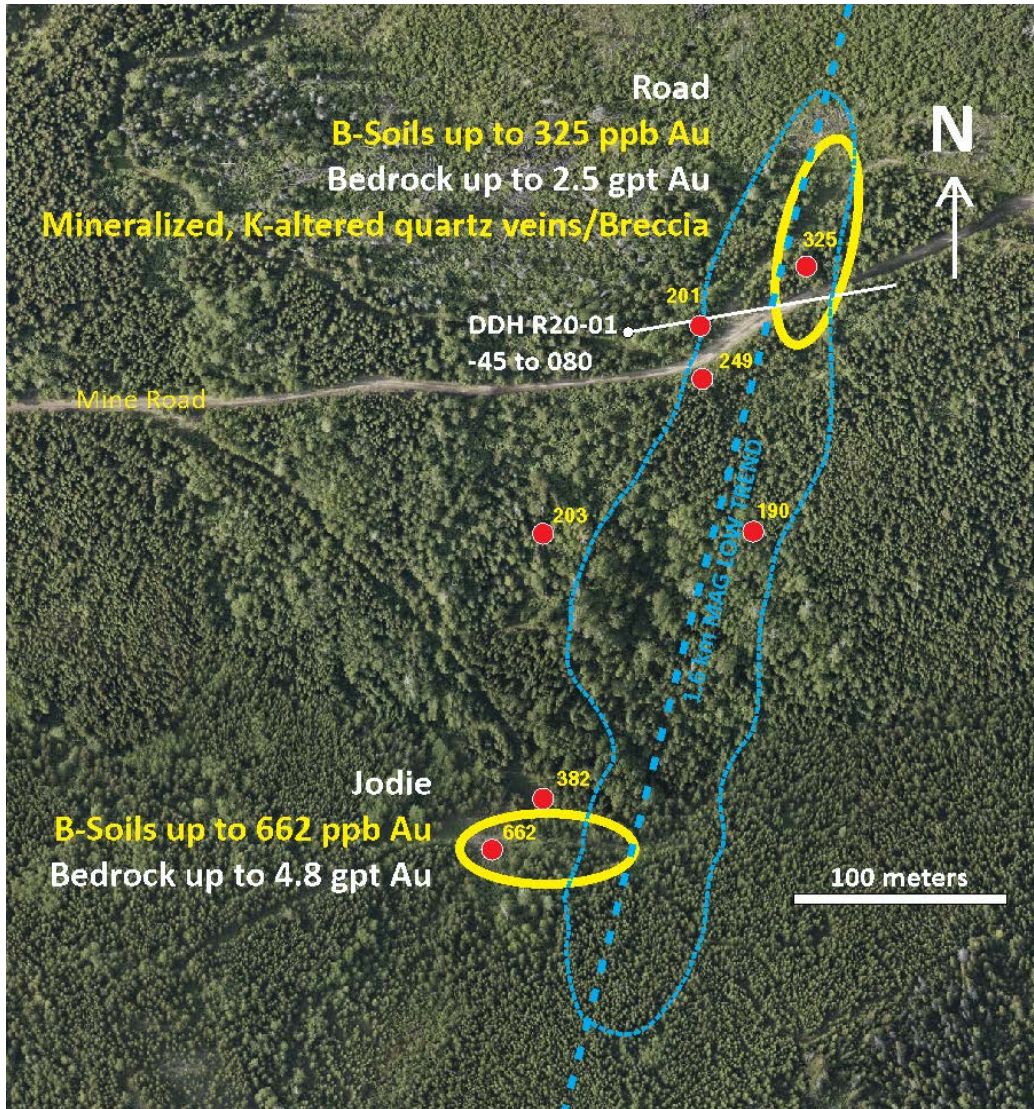 Road
B-Soils up to 325 ppb Au
Bedrock up to 2.5 gpt Au
Mineralized, K-altered quartz veins/Breccia
N
325
201
DDH R20-01
-45 to 080
249
Mine Road
203
190
1.6 km MAG LOW TREND
382
Jodie
662
B-Soils up to 662 ppb Au
Bedrock up to 4.8 gpt Au
100 meters